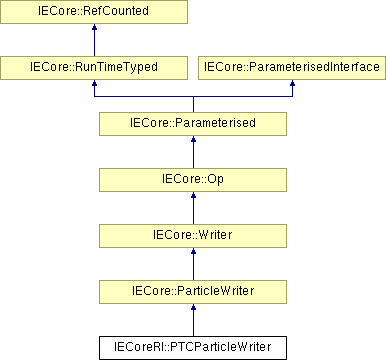 IECore::RefCounted
IECore::RunTimeTyped
IECore::ParameterisedInterface
IECore::Parameterised
IECore::Op
IECore::Writer
IECore::ParticleWriter
IECoreRI::PTCParticleWriter